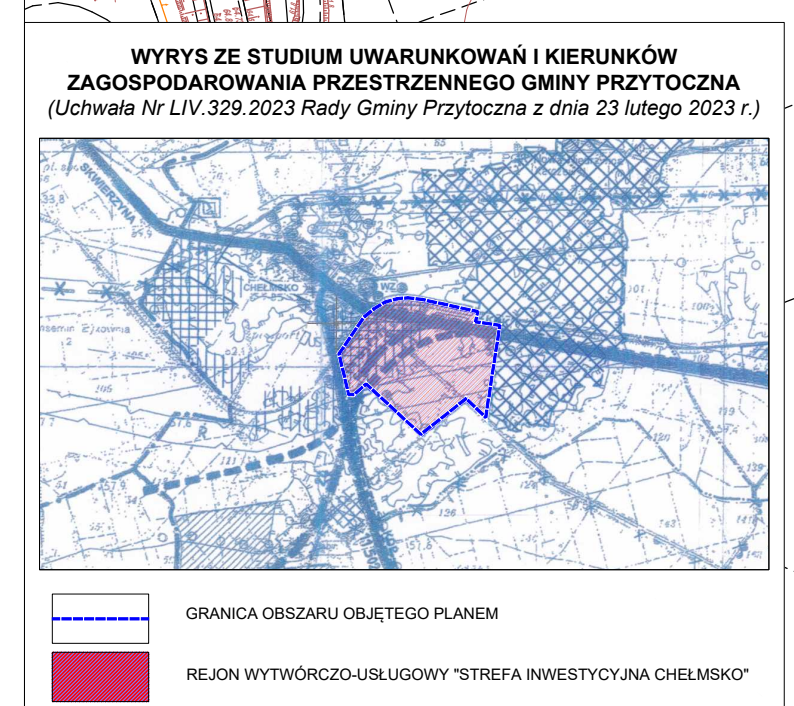 WYRYS ZE STUDIUM UWARUNKOWAŃ I KIERUNKÓW
ZAGOSPODAROWANIA PRZESTRZENNEGO GMINY PRZYTOCZNA
(Uchwała Nr LIV.329.2023 Rady Gminy Przytoczna z dnia 23 lutego 2023 r.)
SKWIERZYNA
CHEŁMSKO
WZ
GRANICA OBSZARU OBJĘTEGO PLANEM
REJON WYTWÓRCZO-USŁUGOWY "STREFA INWESTYCYJNA CHEŁMSKO"